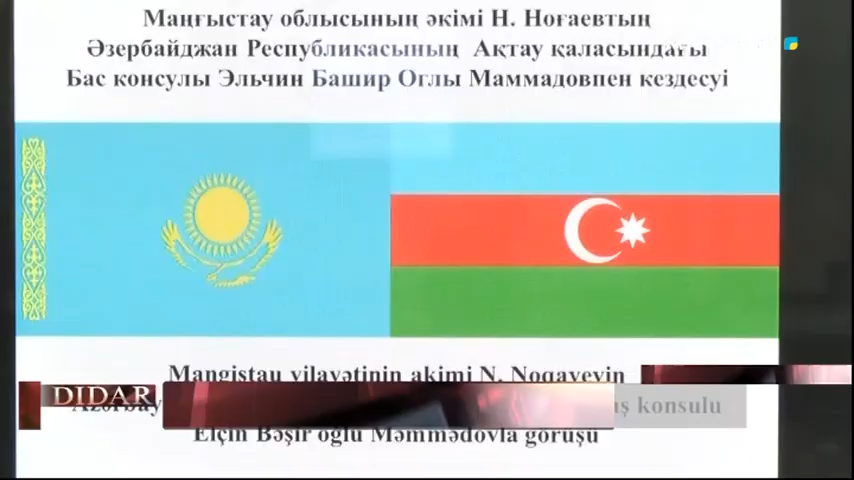 Маңғыстау облысының әкімі Н. Ноғаевтың
Әзербайджан Республикасының Ақтау қаласындағы
Бас консулы Эльчин Башир Оглы Маммадовпен кездесуі
Mangistau vilayətinin akimi N. Noqayevin
DIDAR
konsulu
Elçin Bəşir oğlu Məmmədovla görüşü